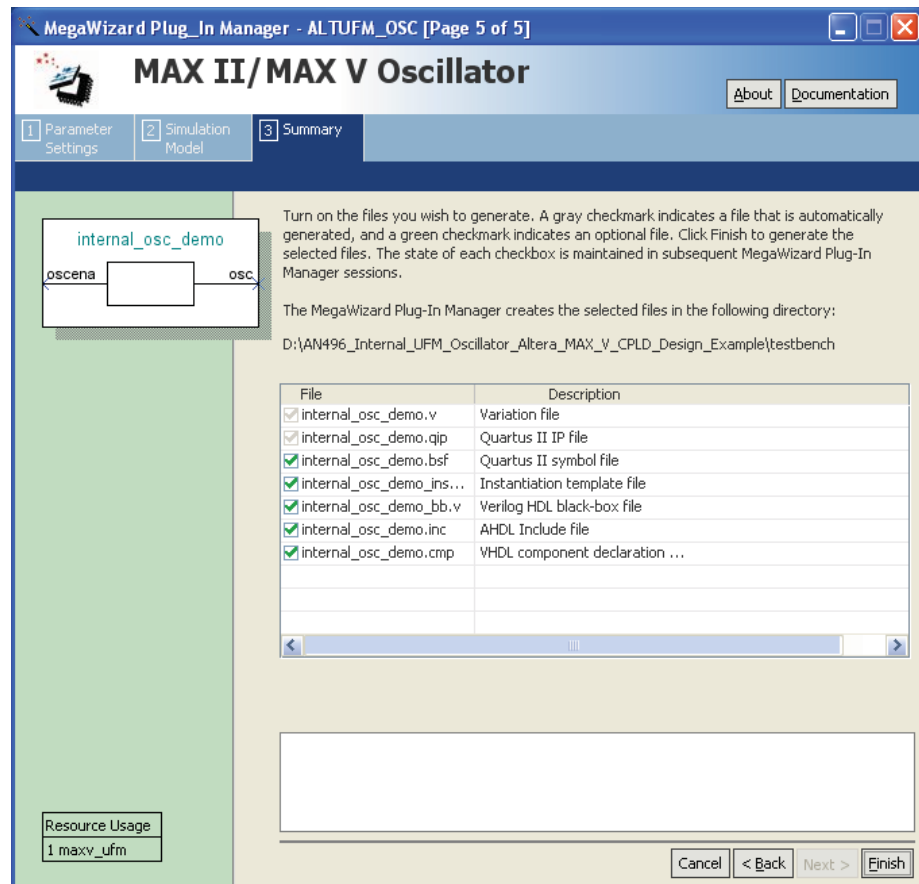 MegaWizard Plug_In Manager - ALTUFM_OSC [Page 5 of 5]
MAX II/MAX V Oscillator
About
Documentation
1 Parameter Settings
2 Simulation Model
3 Summary
internal_osc_demo
oscena
osc
Turn on the files you wish to generate. A gray checkmark indicates a file that is automatically
generated, and a green checkmark indicates an optional file. Click Finish to generate the
selected files. The state of each checkbox is maintained in subsequent MegaWizard Plug-In
Manager sessions.
The MegaWizard Plug-In Manager creates the selected files in the following directory:
D:\AN496_Internal_UFM_Oscillator_Altera_MAX_V_CPLD_Design_Example\testbench
File Description
internal_osc_demo.v Variation file
internal_osc_demo.qip Quartus II IP file
internal_osc_demo.bsf Quartus II symbol file
internal_osc_demo_ins... Instantiation template file
internal_osc_demo_bb.v Verilog HDL black-box file
internal_osc_demo.inc AHDL Include file
internal_osc_demo.cmp VHDL component declaration ...
Resource Usage
1 maxv_ufm
Cancel
< Back
Next >
Finish